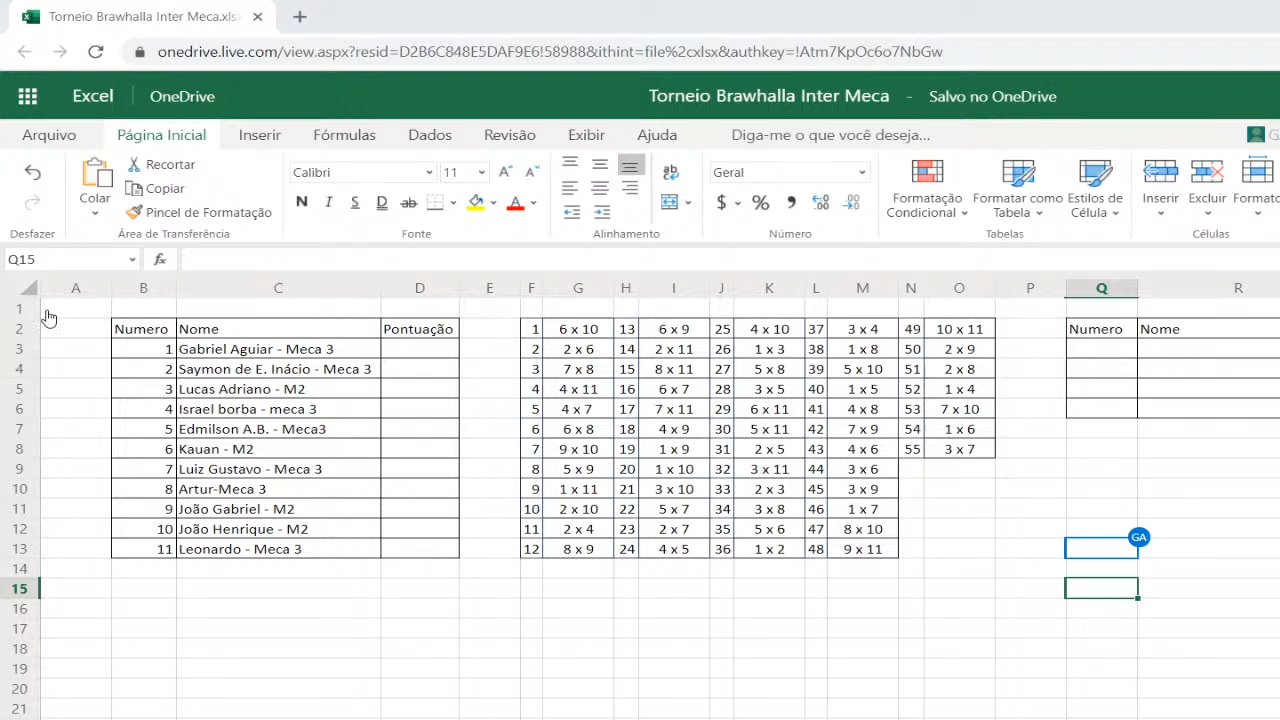 Torneio Brawhalla Inter Meca.xls
onedrive.live.com/view.aspx?resid=D2B6C848E5DAF9E6!58988&ithint=file%2cxlsx&authkey=!Atm7KpOc6o7NbGw
Excel OneDrive Torneio Brawhalla Inter Meca - Salvo no OneDrive
Arquivo Página Inicial Inserir Fórmulas Dados Revisão Exibir Ajuda Diga-me o que você deseja...
Colar Recortar
Copiar
Pincel de Formatação
Calibri 11
N I S D ab A
ab
Geral
$ % 9
Formatação Condicional
Formatar como Tabela
Estilos de Célula
Inserir Excluir Formato
Desfazer Área de Transferência Fonte Alinhamento Número Tabelas Células
Q15 fx
A B C D E F G H I J K L M N O P Q R
1
2 Numero Nome Pontuação 1 6 x 10 13 6 x 9 25 4 x 10 37 3 x 4 49 10 x 11 Numero Nome
3 1 Gabriel Aguiar - Meca 3 2 2 x 6 14 2 x 11 26 1 x 3 38 1 x 8 50 2 x 9
4 2 Saymon de E. Inácio - Meca 3 3 7 x 8 15 8 x 11 27 5 x 8 39 5 x 10 51 2 x 8
5 3 Lucas Adriano - M2 4 4 x 11 16 6 x 7 28 3 x 5 40 1 x 5 52 1 x 4
6 4 Israel borba - meca 3 5 4 x 7 17 7 x 11 29 6 x 11 41 4 x 8 53 7 x 10
7 5 Edmilson A.B. - Meca3 6 6 x 8 18 4 x 9 30 5 x 11 42 7 x 9 54 1 x 6
8 6 Kauan - M2 7 9 x 10 19 1 x 9 31 2 x 5 43 4 x 6 55 3 x 7
9 7 Luiz Gustavo - Meca 3 8 5 x 9 20 1 x 10 32 3 x 11 44 3 x 6
10 8 Artur-Meca 3 9 1 x 11 21 3 x 10 33 2 x 3 45 3 x 9
11 9 João Gabriel - M2 10 2 x 10 22 5 x 7 34 3 x 8 46 1 x 7
12 10 João Henrique - M2 11 2 x 4 23 2 x 7 35 5 x 6 47 8 x 10
13 11 Leonardo - Meca 3 12 8 x 9 24 4 x 5 36 1 x 2 48 9 x 11 GA
14
15
16
17
18
19
20
21